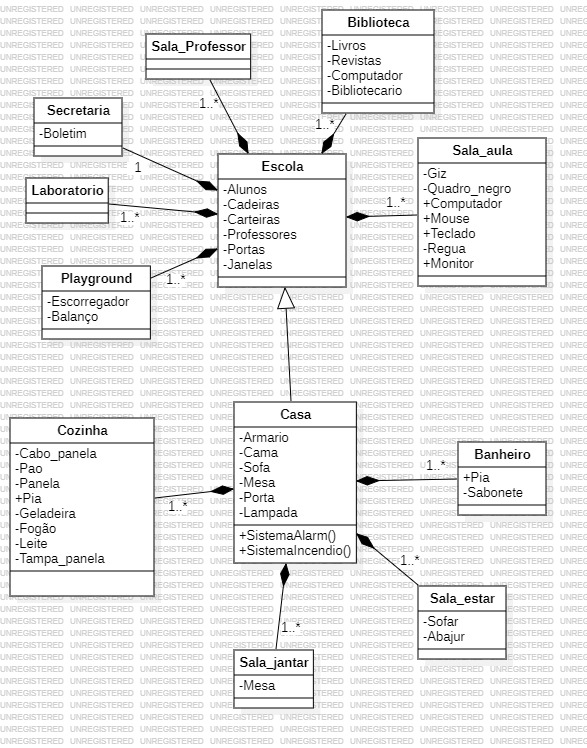 Biblioteca
-Livros
-Revistas
-Computador
-Bibliotecario
1..*
Sala_Professor
1..*
Secretaria
-Boletim
1
Laboratorio
1..*
Playground
-Escorregador
-Balanço
1..*
Escola
-Alunos
-Cadeiras
-Carteiras
-Professores
-Portas
-Janelas
Sala_aula
-Giz
-Quadro_negro
+Computador
+Mouse
+Teclado
-Regua
+Monitor
1..*
Casa
-Armario
-Cama
-Sofa
-Mesa
-Porta
-Lampada
+SistemaAlarm()
+SistemaIncendio()
Cozinha
-Cabo_panela
-Pao
-Panela
+Pia
-Geladeira
-Fogão
-Leite
-Tampa_panela
1..*
Banheiro
+Pia
-Sabonete
1..*
Sala_estar
-Sofar
-Abajur
1..*
Sala_jantar
-Mesa
1..*
UNREGISTERED